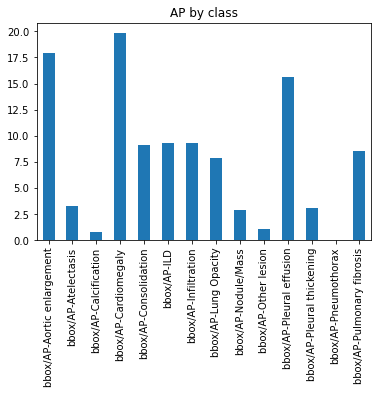 AP by class
20.0
17.5
15.0
12.5
10.0
7.5
5.0
2.5
0.0
bbox/AP-Aortic enlargement
bbox/AP-Atelectasis
bbox/AP-Calcification
bbox/AP-Cardiomegaly
bbox/AP-Consolidation
bbox/AP-ILD
bbox/AP-Infiltration
bbox/AP-Lung Opacity
bbox/AP-Nodule/Mass
bbox/AP-Other lesion
bbox/AP-Pleural effusion
bbox/AP-Pleural thickening
bbox/AP-Pneumothorax
bbox/AP-Pulmonary fibrosis